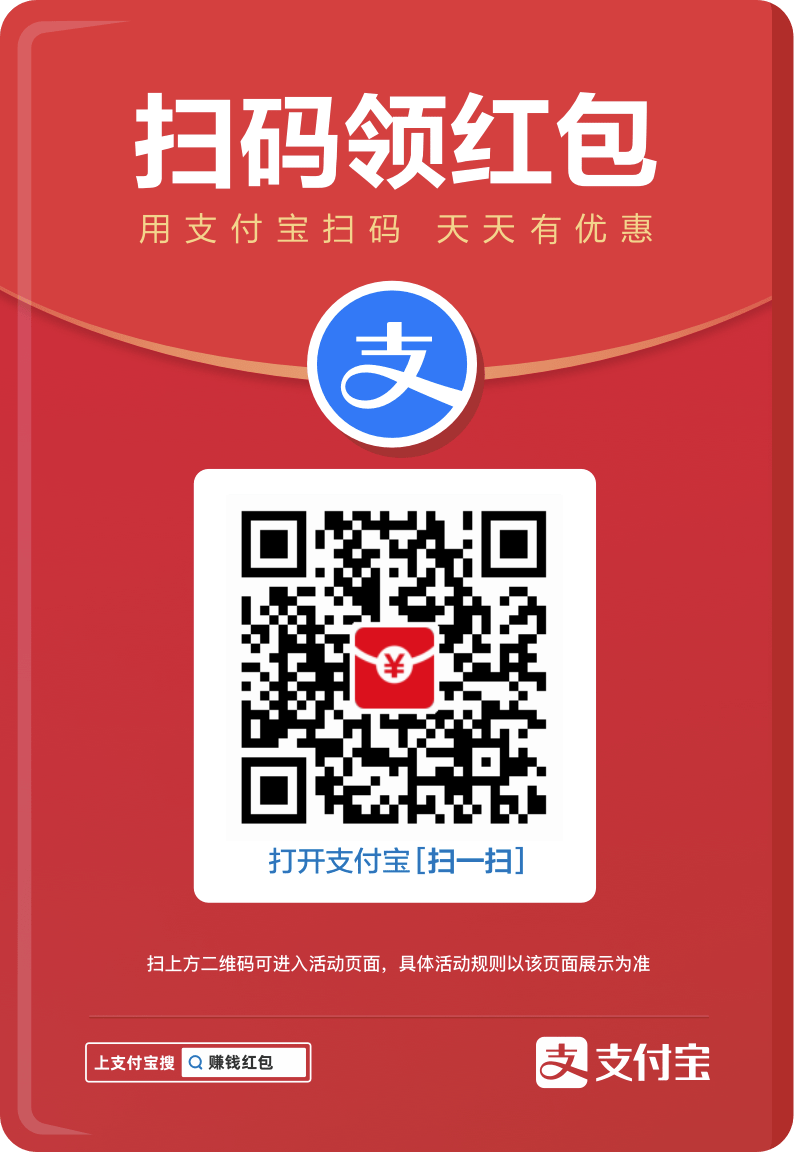 扫码领红包
用支付宝扫码 天天有优惠
支
¥
打开支付宝[扫一扫]
扫上方二维码可进入活动页面，具体活动规则以该页面展示为准
上支付宝搜 赚钱红包
支 支付宝